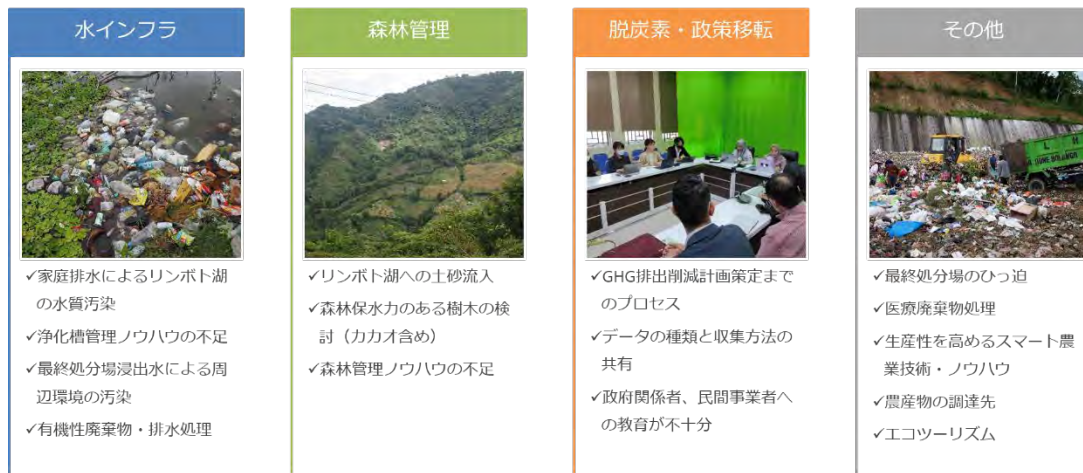 水インフラ
✓家庭排水によるリンボト湖
の水質汚染
✓浄化槽管理ノウハウの不足
✓最終処分場浸出水による周
辺環境の汚染
✓有機性廃棄物・排水処理
森林管理
✓リンボト湖への土砂流入
✓森林保水力のある樹木の検
討（カカオ含め）
✓森林管理ノウハウの不足
脱炭素・政策移転
✓GHG排出削減計画策定まで
のプロセス
✓データの種類と収集方法の
共有
✓政府関係者、民間事業者へ
の教育が不十分
その他
✓最終処分場のひっ迫
✓医療廃棄物処理
✓生産性を高めるスマート農
業技術・ノウハウ
✓農産物の調達先
✓エコツーリズム